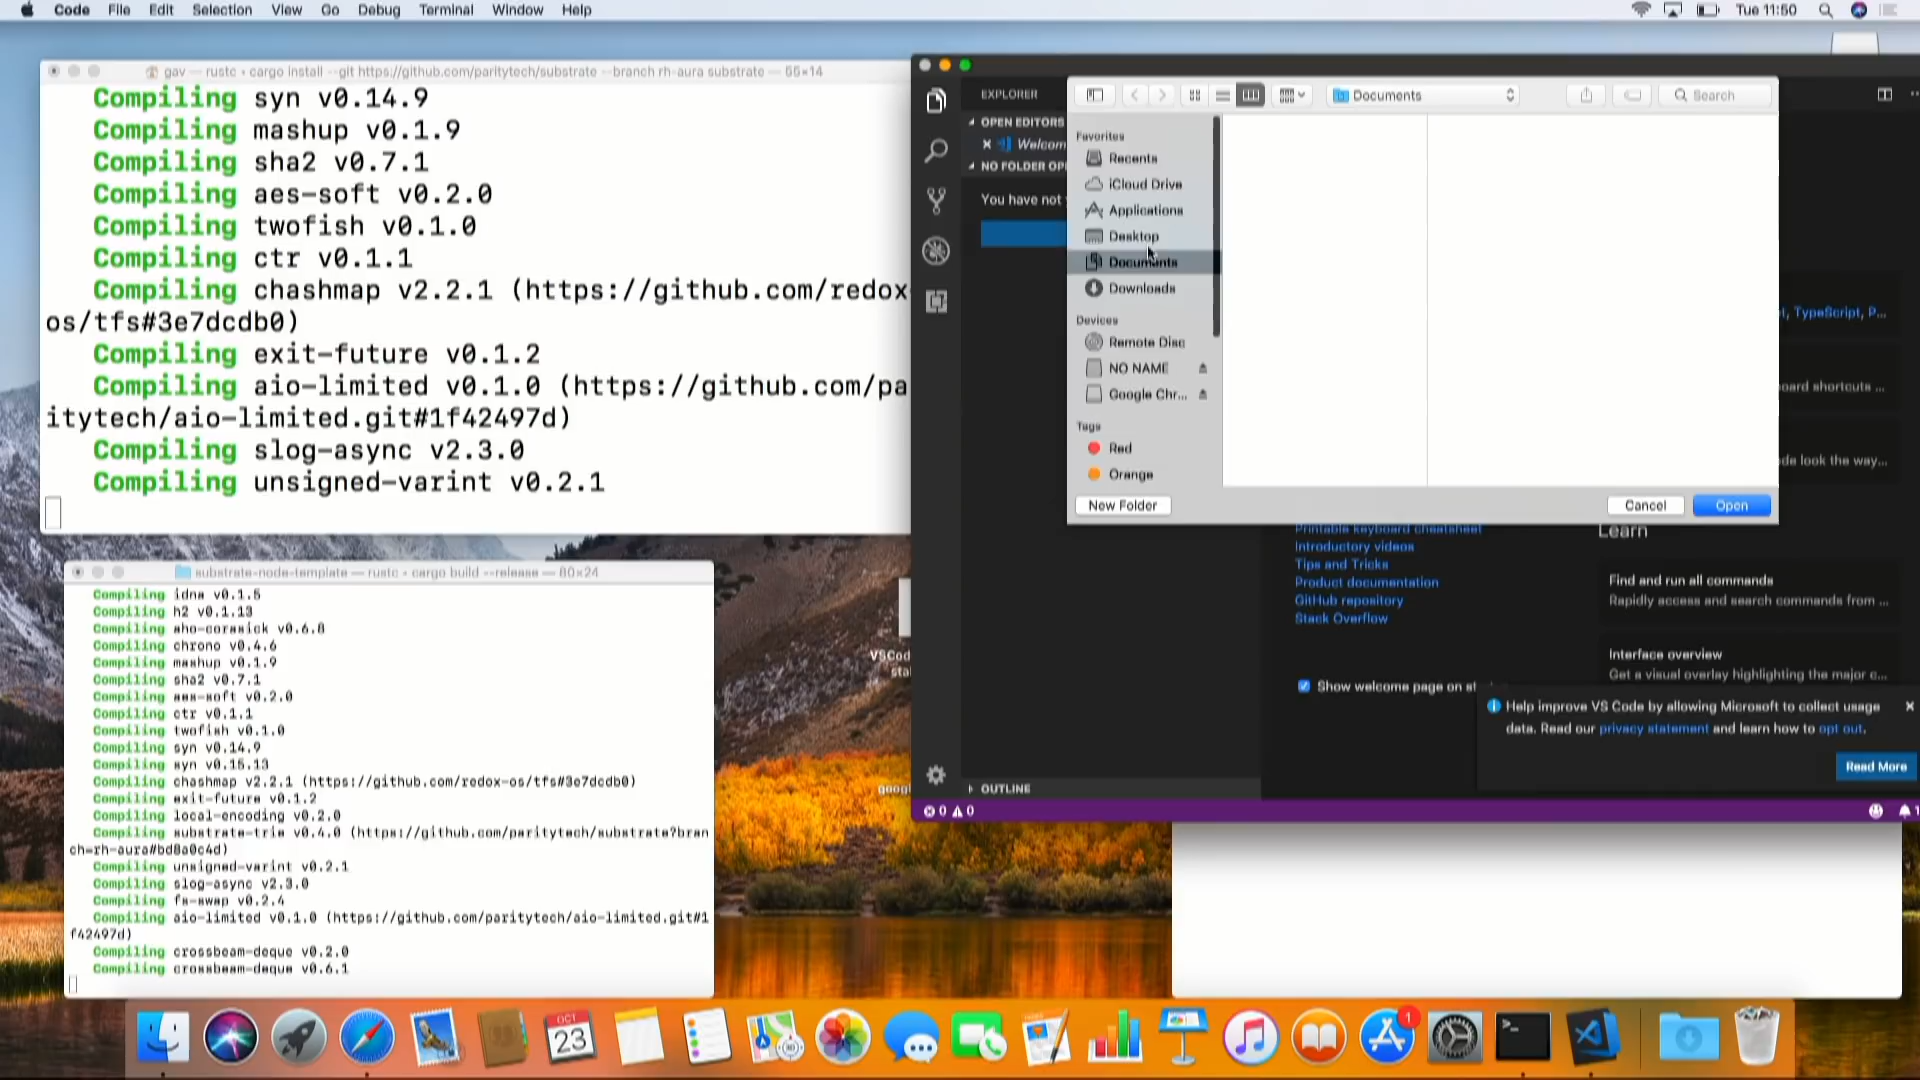 Code File Edit Selection View Go Debug Terminal Window Help
Tue 11:50
gav — rustc • cargo install --git https://github.com/paritytech/substrate --branch rh-aura substrate — 55×14
Compiling syn v0.14.9
Compiling mashup v0.1.9
Compiling sha2 v0.7.1
Compiling aes-soft v0.2.0
Compiling twofish v0.1.0
Compiling ctr v0.1.1
Compiling chashmap v2.2.1 (https://github.com/redox-
os/tfs#3e7dcdb0)
Compiling exit-future v0.1.2
Compiling aio-limited v0.1.0 (https://github.com/par
itytech/aio-limited.git#1f42497d)
Compiling slog-async v2.3.0
Compiling unsigned-varint v0.2.1
substrate-node-template — rustc • cargo build --release — 80×24
Compiling idna v0.1.5
Compiling h2 v0.1.13
Compiling aho-corasick v0.6.8
Compiling chrono v0.4.6
Compiling mashup v0.1.9
Compiling sha2 v0.7.1
Compiling aes-soft v0.2.0
Compiling ctr v0.1.1
Compiling twofish v0.1.0
Compiling syn v0.14.9
Compiling syn v0.15.13
Compiling chashmap v2.2.1 (https://github.com/redox-os/tfs#3e7dcdb0)
Compiling exit-future v0.1.2
Compiling local-encoding v0.2.0
Compiling substrate-trie v0.4.0 (https://github.com/paritytech/substrate?bran
ch=rh-aura#bd8a0c4d)
Compiling unsigned-varint v0.2.1
Compiling slog-async v2.3.0
Compiling fs-swap v0.2.4
Compiling aio-limited v0.1.0 (https://github.com/paritytech/aio-limited.git#1
f42497d)
Compiling crossbeam-deque v0.2.0
Compiling crossbeam-deque v0.6.1
EXPLORER
OPEN EDITORS
Welcom
NO FOLDER OP
You have not
OUTLINE
0 0
Documents
Search
Favorites
Recents
iCloud Drive
Applications
Desktop
Documents
Downloads
Devices
Remote Disc
NO NAME
Google Chr...
Tags
Red
Orange
New Folder
Cancel
Open
, TypeScript, P...
oard shortcuts ...
de look the way...
Printable keyboard cheatsheet
Introductory videos
Tips and Tricks
Product documentation
GitHub repository
Stack Overflow
Show welcome page on st
Learn
Find and run all commands
Rapidly access and search commands from ...
Interface overview
Get a visual overlay highlighting the major c...
Help improve VS Code by allowing Microsoft to collect usage
data. Read our privacy statement and learn how to opt out.
Read More
1
VSCod
sta
googl
OCT
23
1